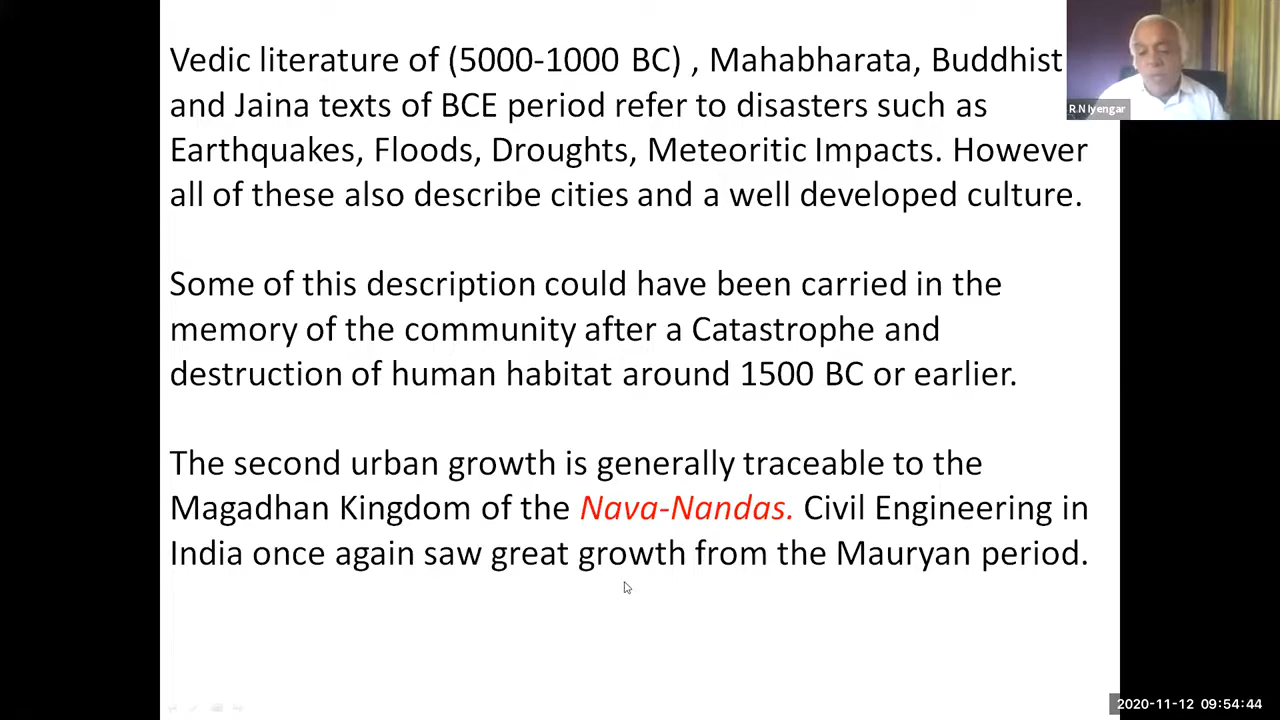 Vedic literature of (5000-1000 BC) , Mahabharata, Buddhist
and Jaina texts of BCE period refer to disasters such as
Earthquakes, Floods, Droughts, Meteoritic Impacts. However
all of these also describe cities and a well developed culture.
Some of this description could have been carried in the
memory of the community after a Catastrophe and
destruction of human habitat around 1500 BC or earlier.
The second urban growth is generally traceable to the
Magadhan Kingdom of the Nava-Nandas. Civil Engineering in
India once again saw great growth from the Mauryan period.
R N Iyengar
2020-11-12 09:54:44